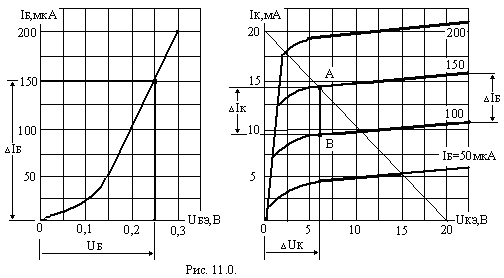 IБ,мкА
200
150
100
50
ΔIБ
0
0,1
0,2
0,3
UБЭ,В
UБ
IК,мА
20
15
10
5
ΔIК
A
B
200
150
100
IБ=50мкА
ΔIБ
0
5
10
15
20
UКЭ,В
ΔUК
Рис. 11.0.